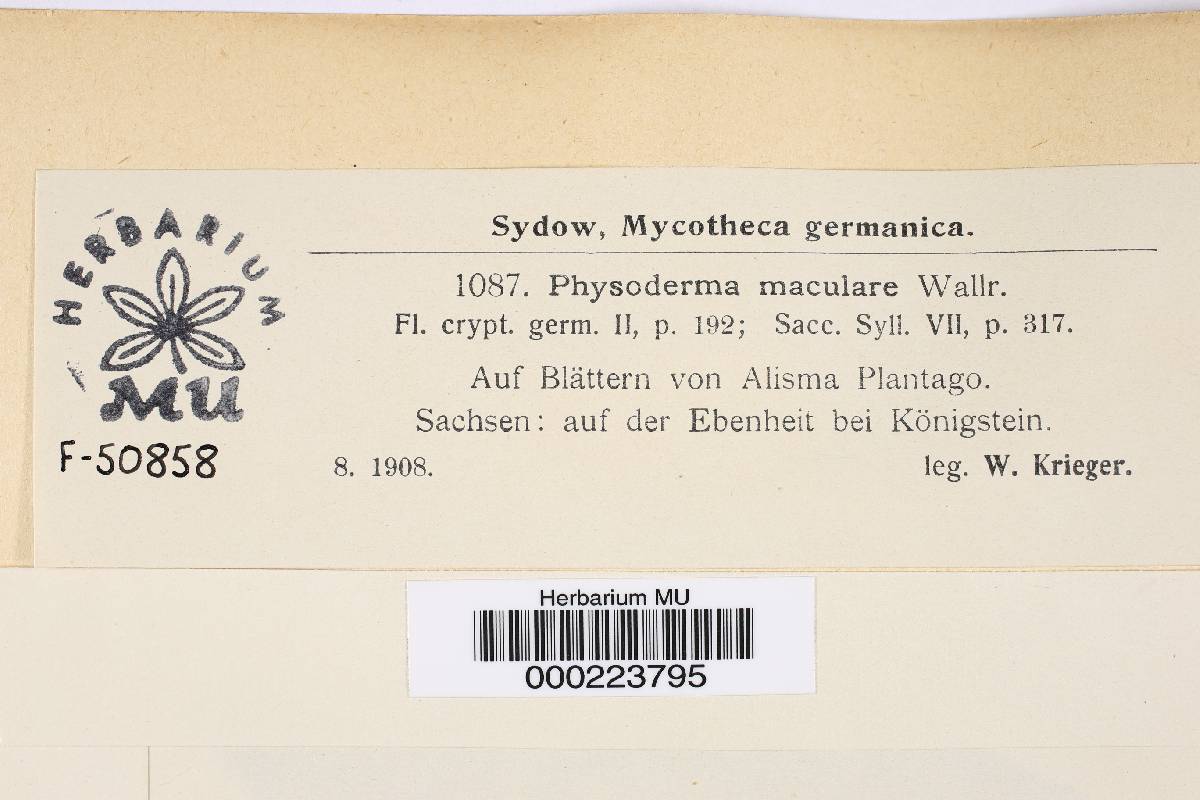 HERBARIUM
MU
F-50858
Sydow, Mycotheca germanica.
1087. Physoderma maculare Wallr.
Fl. crypt. germ. II, p. 192; Sacc. Syll. VII, p. 317.
Auf Blättern von Alisma Plantago.
Sachsen: auf der Ebenheit bei Königstein.
8. 1908. leg. W. Krieger.
Herbarium MU
000223795